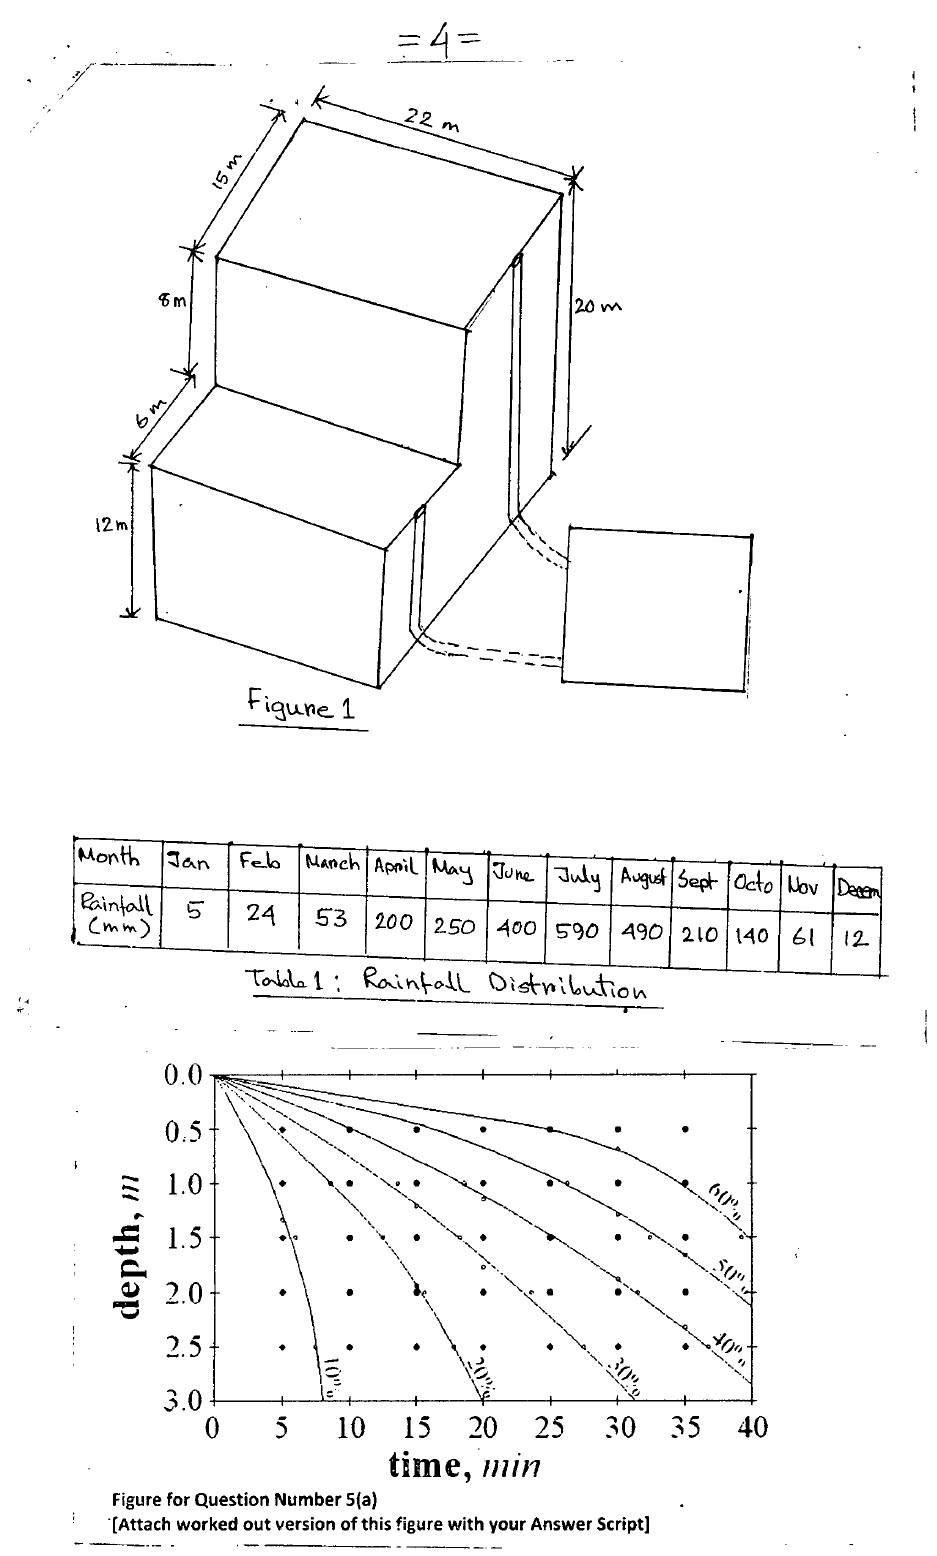 =4=
22 m
15 m
8 m
20 m
6 m
12 m
Figure 1
Month Jan Feb March April May June July August Sept Octo Nov Decem
Rainfall (mm) 5 24 53 200 250 400 590 490 210 140 61 12
Table 1: Rainfall Distribution
0.0
0.5
1.0
1.5
2.0
2.5
3.0
depth, m
60%
50%
40%
30%
20%
10%
0 5 10 15 20 25 30 35 40
time, min
Figure for Question Number 5(a)
[Attach worked out version of this figure with your Answer Script]